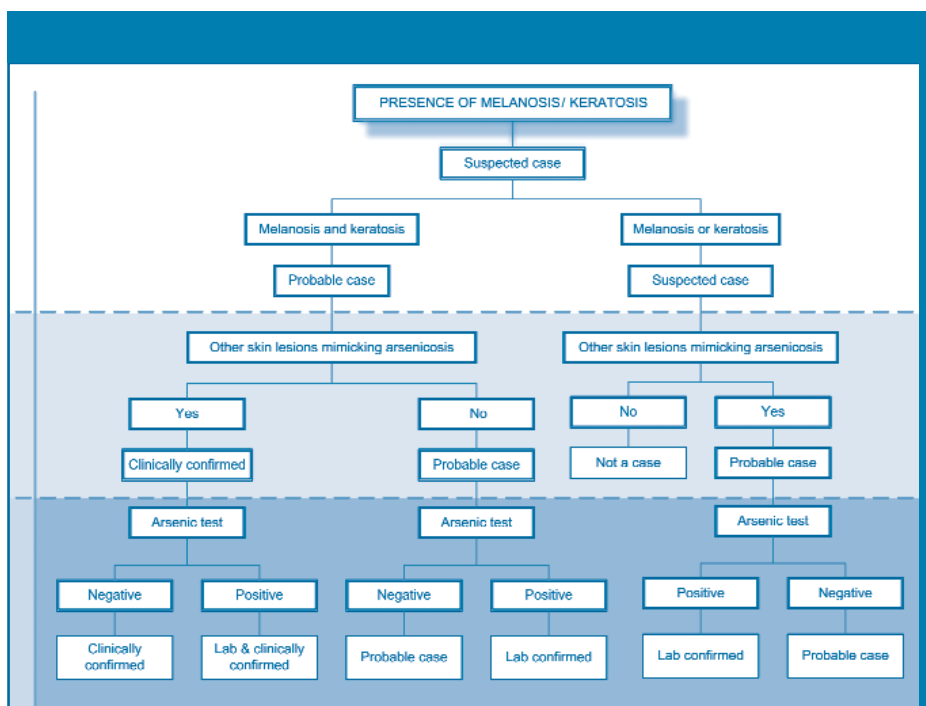 PRESENCE OF MELANOSIS/ KERATOSIS
Suspected case
Melanosis and keratosis
Melanosis or keratosis
Probable case
Suspected case
Other skin lesions mimicking arsenicosis
Other skin lesions mimicking arsenicosis
Yes
No
No
Yes
Clinically confirmed
Probable case
Not a case
Probable case
Arsenic test
Arsenic test
Arsenic test
Negative
Positive
Negative
Positive
Positive
Negative
Clinically
confirmed
Lab & clinically
confirmed
Probable case
Lab confirmed
Lab confirmed
Probable case